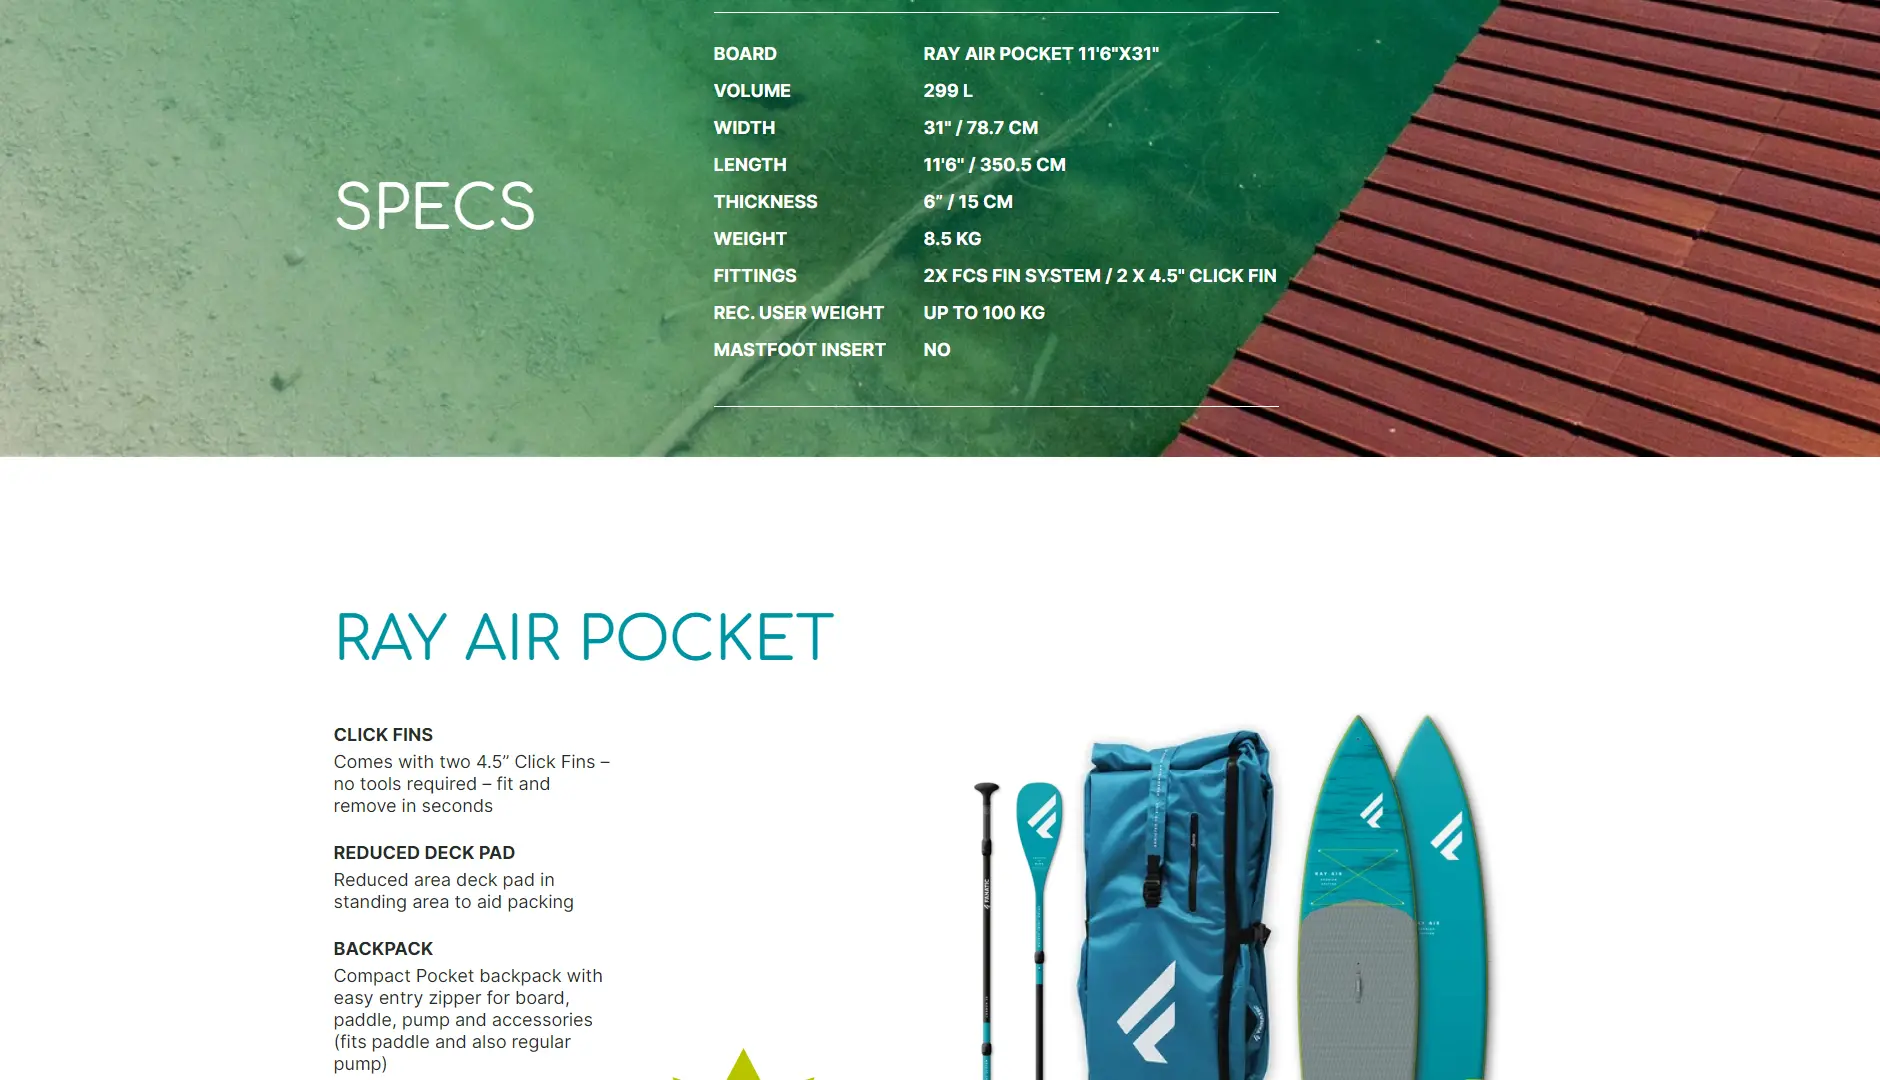 SPECS
BOARD RAY AIR POCKET 11'6"X31"
VOLUME 299 L
WIDTH 31" / 78.7 CM
LENGTH 11'6" / 350.5 CM
THICKNESS 6” / 15 CM
WEIGHT 8.5 KG
FITTINGS 2X FCS FIN SYSTEM / 2 X 4.5" CLICK FIN
REC. USER WEIGHT UP TO 100 KG
MASTFOOT INSERT NO
RAY AIR POCKET
CLICK FINS
Comes with two 4.5” Click Fins –
no tools required – fit and
remove in seconds
REDUCED DECK PAD
Reduced area deck pad in
standing area to aid packing
BACKPACK
Compact Pocket backpack with
easy entry zipper for board,
paddle, pump and accessories
(fits paddle and also regular
pump)
FANATIC
RAY AIR